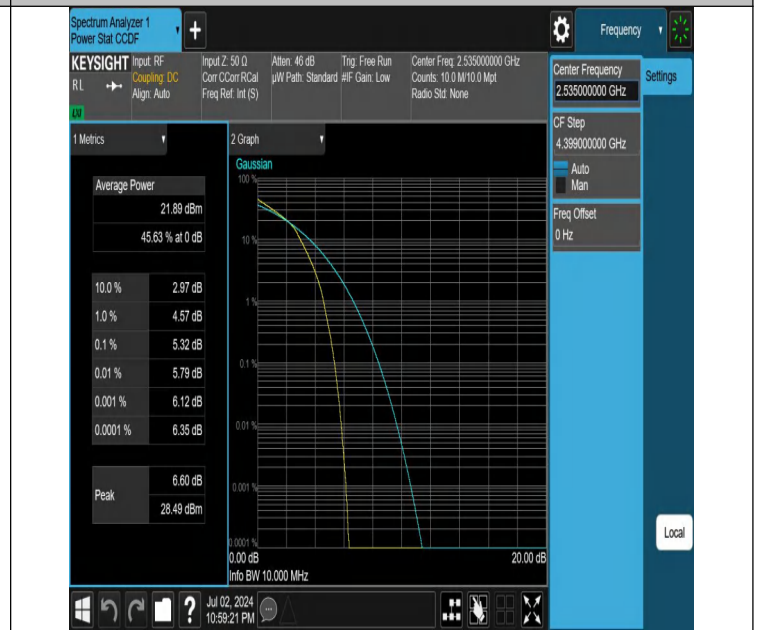 Spectrum Analyzer 1
Power Stat CCDF
+
Frequency
KEYSIGHT
RL
LXI
Input: RF
Coupling: DC
Align: Auto
Input Z: 50 Ω
Corr CCorr RCal
Freq Ref: Int (S)
Atten: 46 dB
µW Path: Standard
Trig: Free Run
#IF Gain: Low
Center Freq: 2.535000000 GHz
Counts: 10.0 M/10.0 Mpt
Radio Std: None
Center Frequency
2.535000000 GHz
Settings
CF Step
4.399000000 GHz
Auto
Man
Freq Offset
0 Hz
Local
1 Metrics
Average Power
21.89 dBm
45.63 % at 0 dB
10.0 % 2.97 dB
1.0 % 4.57 dB
0.1 % 5.32 dB
0.01 % 5.79 dB
0.001 % 6.12 dB
0.0001 % 6.35 dB
Peak
6.60 dB
28.49 dBm
2 Graph
Gaussian
100 %
10 %
1 %
0.1 %
0.01 %
0.001 %
0.0001 %
0.00 dB
20.00 dB
Info BW 10.000 MHz
?
Jul 02, 2024
10:59:21 PM